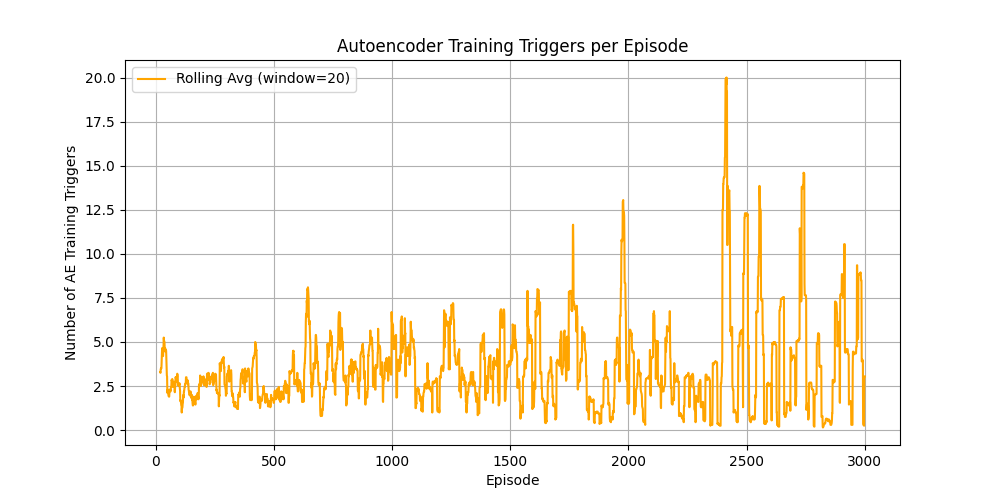 Autoencoder Training Triggers per Episode
Rolling Avg (window=20)
Number of AE Training Triggers
20.0
17.5
15.0
12.5
10.0
7.5
5.0
2.5
0.0
0 500 1000 1500 2000 2500 3000
Episode